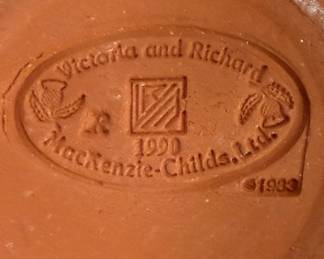 Victoria and Richard
R
1990
MacKenzie-Childs, Ltd.
©1983